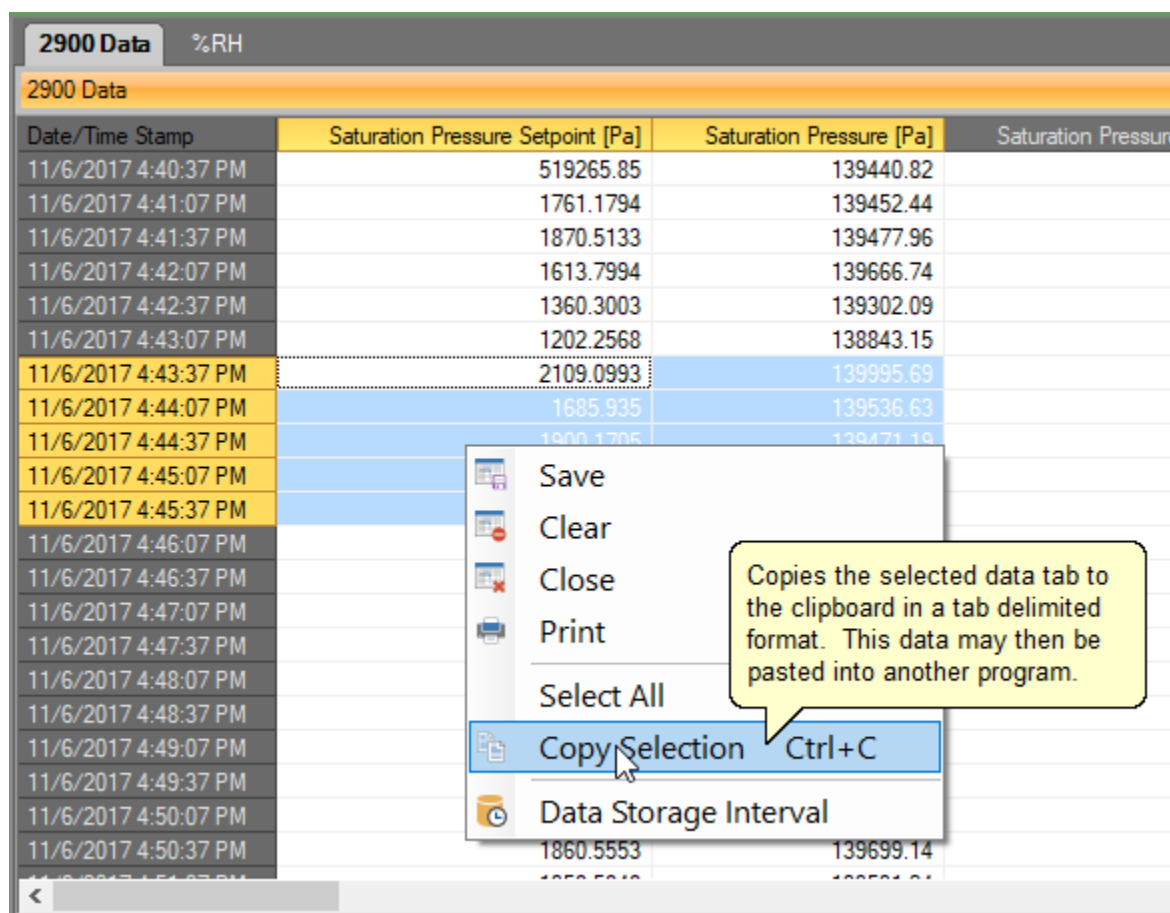 2900 Data %RH
2900 Data
Date/Time Stamp Saturation Pressure Setpoint [Pa] Saturation Pressure [Pa] Saturation
11/6/2017 4:40:37 PM 519265.85 139440.82
11/6/2017 4:41:07 PM 1761.1794 139452.44
11/6/2017 4:41:37 PM 1870.5133 139477.96
11/6/2017 4:42:07 PM 1613.7994 139666.74
11/6/2017 4:42:37 PM 1360.3003 139302.09
11/6/2017 4:43:07 PM 1202.2568 138843.15
11/6/2017 4:43:37 PM 2109.0993 139995.69
11/6/2017 4:44:07 PM 1685.935 139536.63
11/6/2017 4:44:37 PM 1900.1705 139471.19
11/6/2017 4:45:07 PM
11/6/2017 4:45:37 PM
11/6/2017 4:46:07 PM
11/6/2017 4:46:37 PM
11/6/2017 4:47:07 PM
11/6/2017 4:47:37 PM
11/6/2017 4:48:07 PM
11/6/2017 4:48:37 PM
11/6/2017 4:49:07 PM
11/6/2017 4:49:37 PM
11/6/2017 4:50:07 PM
11/6/2017 4:50:37 PM 1860.5553 139699.14
Save
Clear
Close
Print
Select All
Copy Selection Ctrl+C
Data Storage Interval
Copies the selected data tab to
the clipboard in a tab delimited
format. This data may then be
pasted into another program.